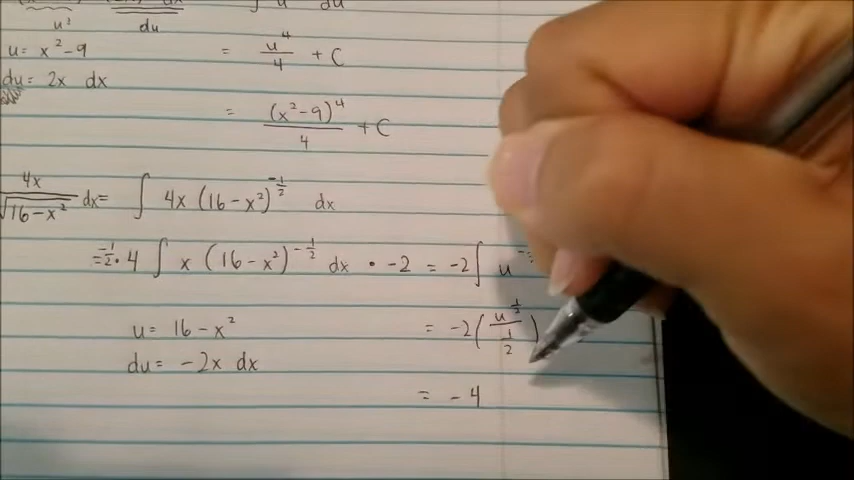 u³ du
u = x² - 9 = u⁴/4 + C
du = 2x dx
= (x² - 9)⁴/4 + C
4x/√(16 - x²) dx = ∫ 4x (16 - x²)^(-1/2) dx
= -1/2 · 4 ∫ x (16 - x²)^(-1/2) dx · -2 = -2 ∫ u
u = 16 - x² = -2 (u^(1/2)/(1/2))
du = -2x dx
= -4